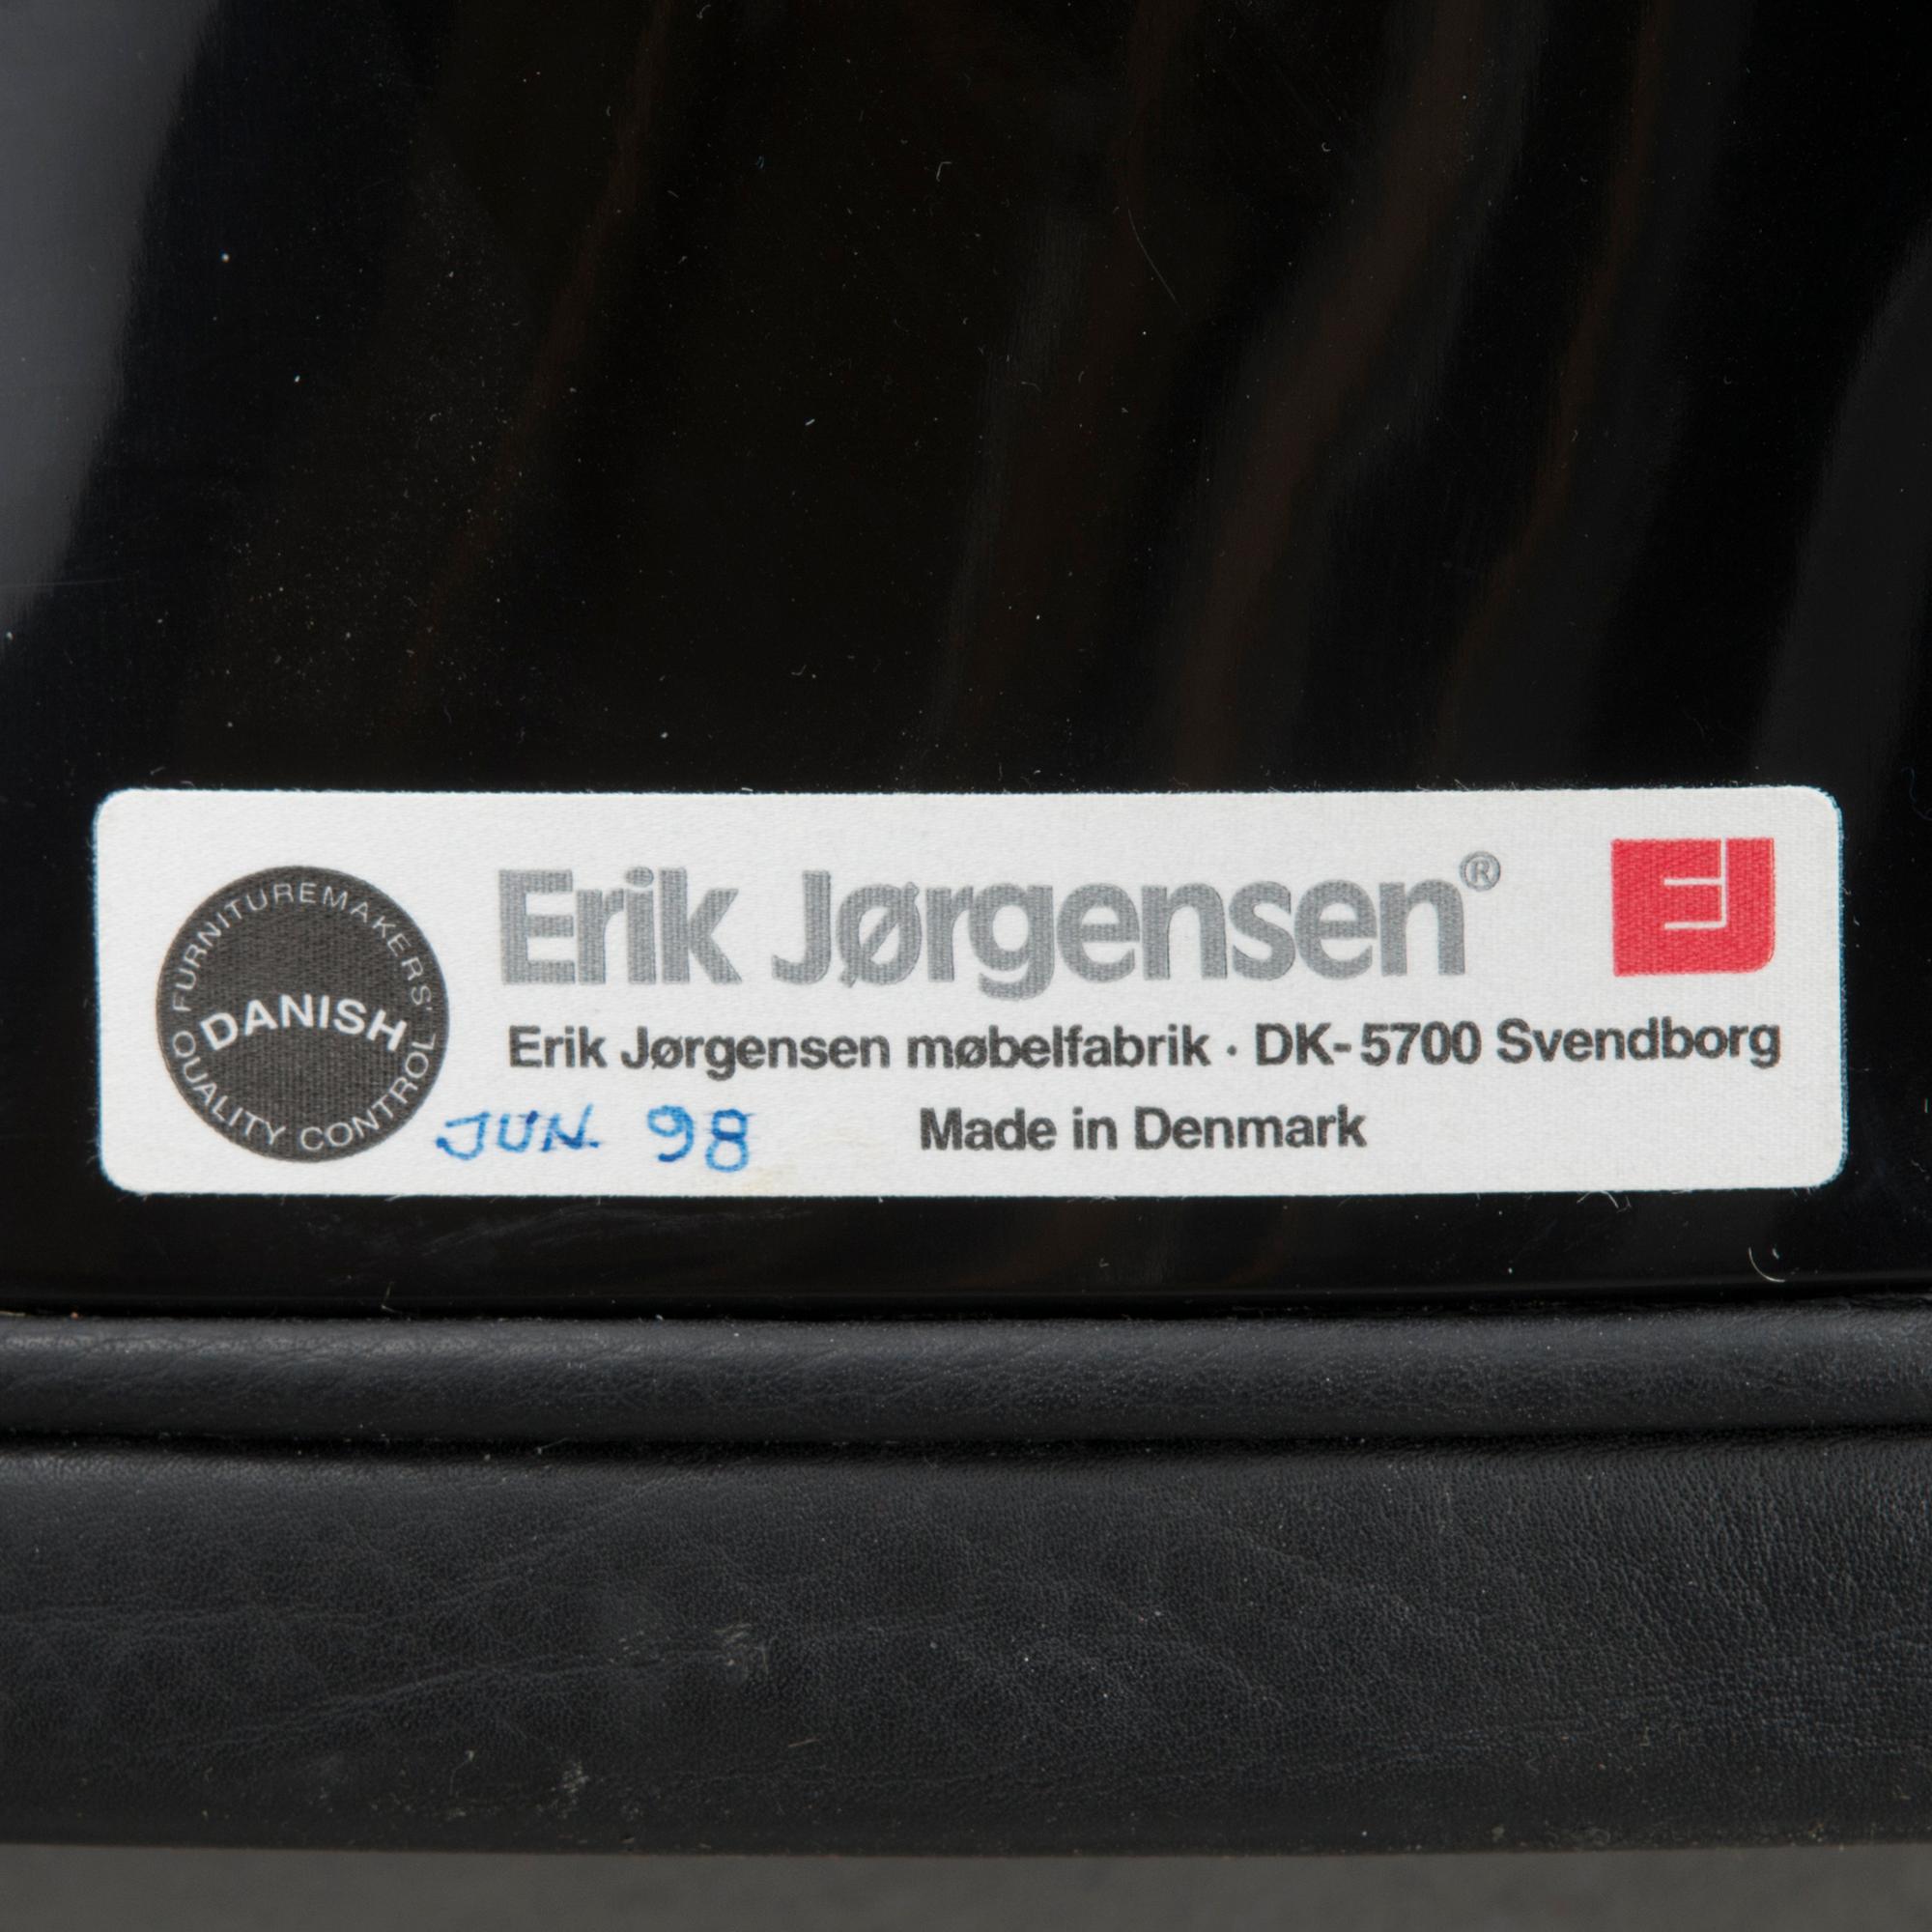 FURNITUREMAKERS'
DANISH
QUALITY CONTROL
Erik Jørgensen®
EJ
Erik Jørgensen møbelfabrik · DK-5700 Svendborg
JUN. 98
Made in Denmark